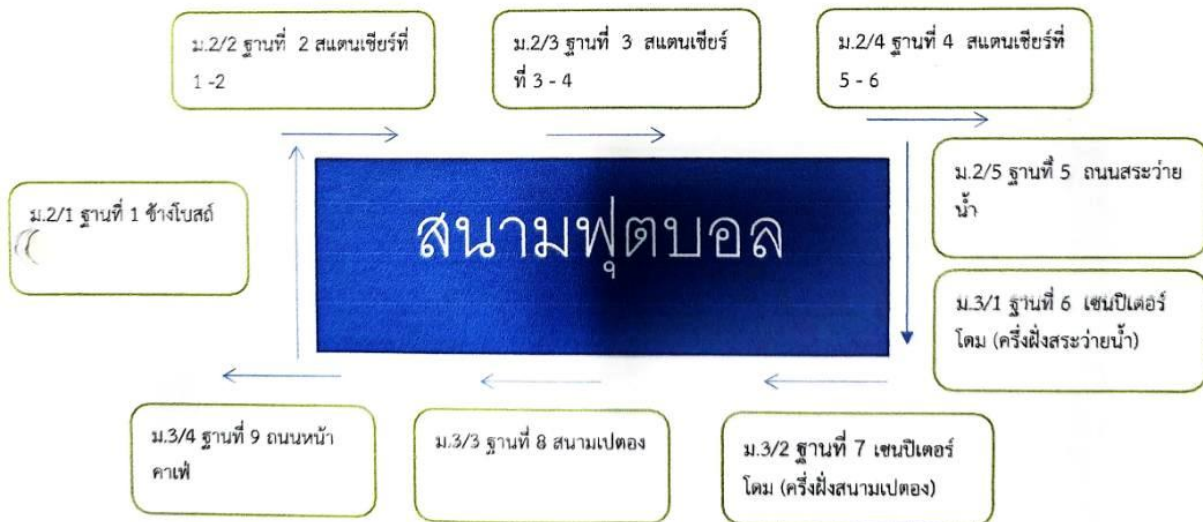 ม.2/2 ฐานที่ 2 สแตนเชียร์ที่
1 -2
ม.2/3 ฐานที่ 3 สแตนเชียร์
ที่ 3 - 4
ม.2/4 ฐานที่ 4 สแตนเชียร์ที่
5 - 6
ม.2/1 ฐานที่ 1 ข้างโบสถ์
สนามฟุตบอล
ม.2/5 ฐานที่ 5 ถนนสระว่าย
น้ำ
ม.3/1 ฐานที่ 6 เซนปีเตอร์
โดม (ครึ่งฝั่งสระว่ายน้ำ)
ม.3/4 ฐานที่ 9 ถนนหน้า
คาเฟ่
ม.3/3 ฐานที่ 8 สนามเปตอง
ม.3/2 ฐานที่ 7 เซนปีเตอร์
โดม (ครึ่งฝั่งสนามเปตอง)